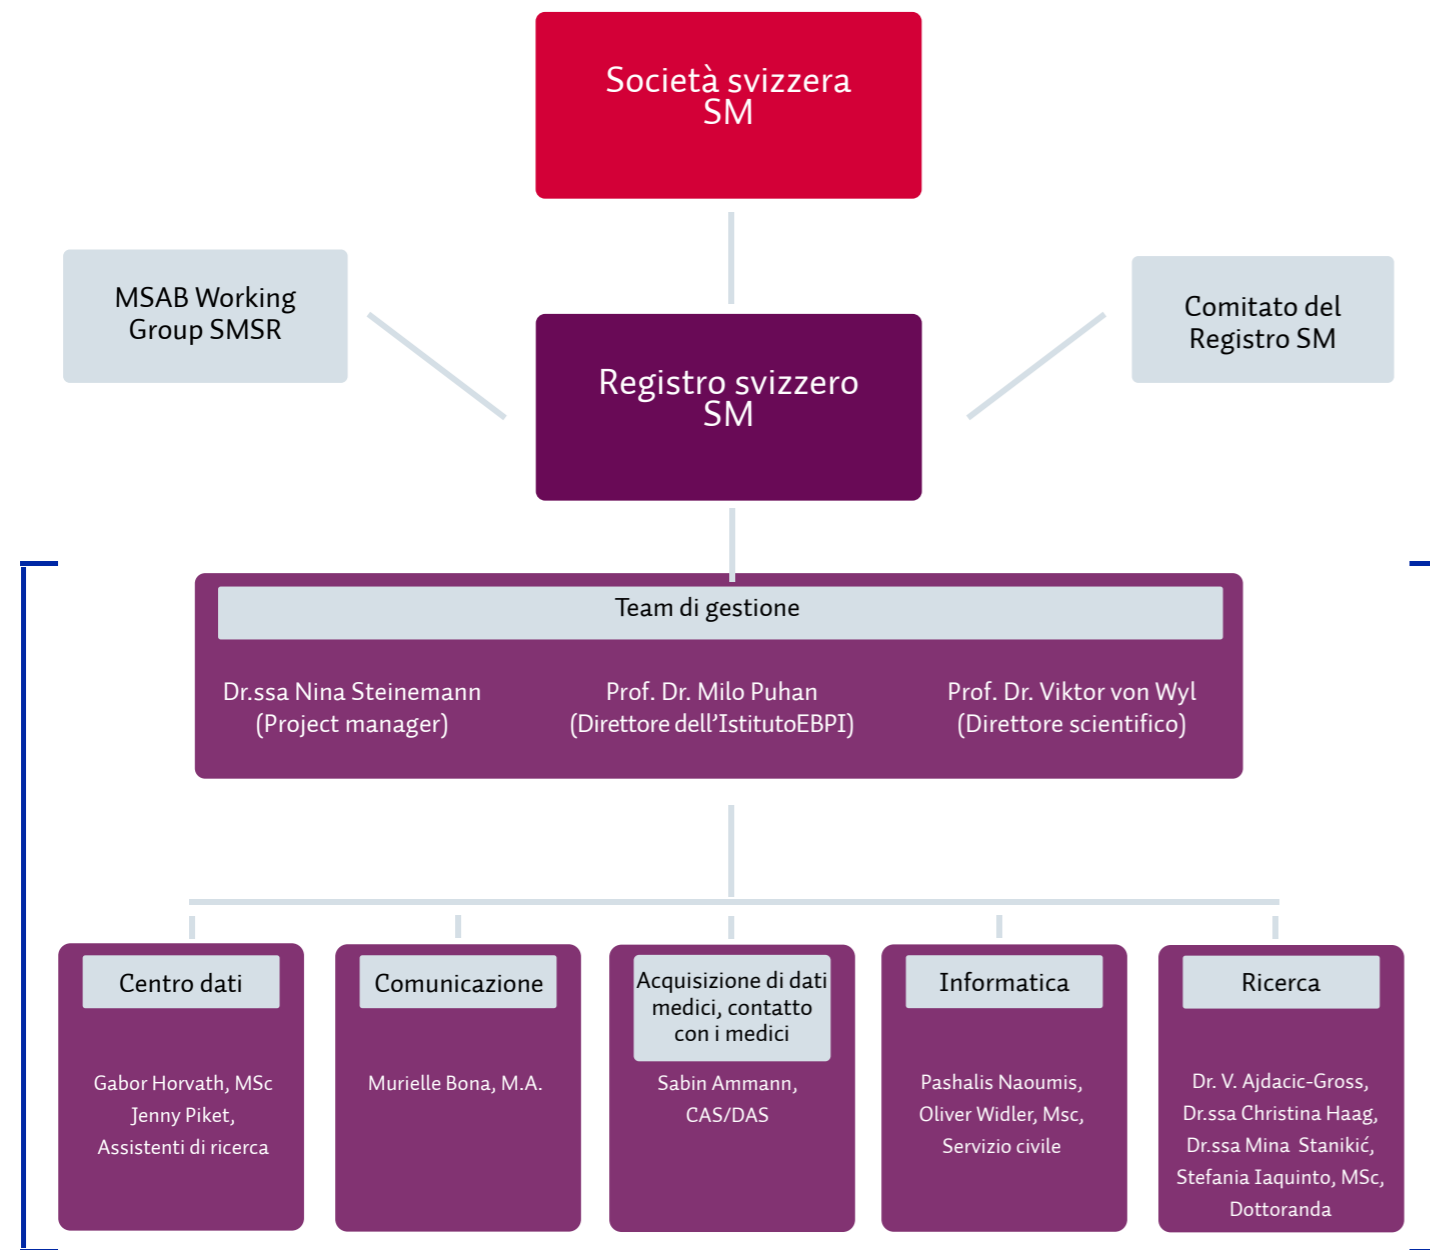 Società svizzera
SM
MSAB Working
Group SMSR
Comitato del
Registro SM
Registro svizzero
SM
Team di gestione
Dr.ssa Nina Steinemann
(Project manager)
Prof. Dr. Milo Puhan
(Direttore dell’IstitutoEBPI)
Prof. Dr. Viktor von Wyl
(Direttore scientifico)
Centro dati
Gabor Horvath, MSc
Jenny Piket,
Assistenti di ricerca
Comunicazione
Murielle Bona, M.A.
Acquisizione di dati
medici, contatto
con i medici
Sabin Ammann,
CAS/DAS
Informatica
Pashalis Naoumis,
Oliver Widler, Msc,
Servizio civile
Ricerca
Dr. V. Ajdacic-Gross,
Dr.ssa Christina Haag,
Dr.ssa Mina  Stanikić,
Stefania Iaquinto, MSc,
Dottoranda